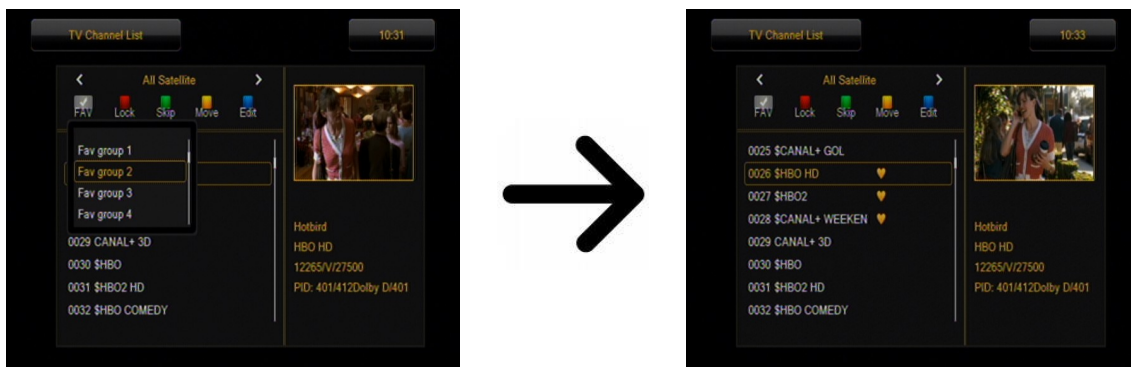 TV Channel List
10:31
All Satellite
FAV Lock Skip Move Edit
Fav group 1
Fav group 2
Fav group 3
Fav group 4
0029 CANAL+ 3D
0030 $HBO
0031 $HBO2 HD
0032 $HBO COMEDY
Hotbird
HBO HD
12265/V/27500
PID: 401/412Dolby D/401
TV Channel List
10:33
All Satellite
FAV Lock Skip Move Edit
0025 $CANAL+ GOL
0026 $HBO HD
0027 $HBO2
0028 $CANAL+ WEEKEN
0029 CANAL+ 3D
0030 $HBO
0031 $HBO2 HD
0032 $HBO COMEDY
Hotbird
HBO HD
12265/V/27500
PID: 401/412Dolby D/401